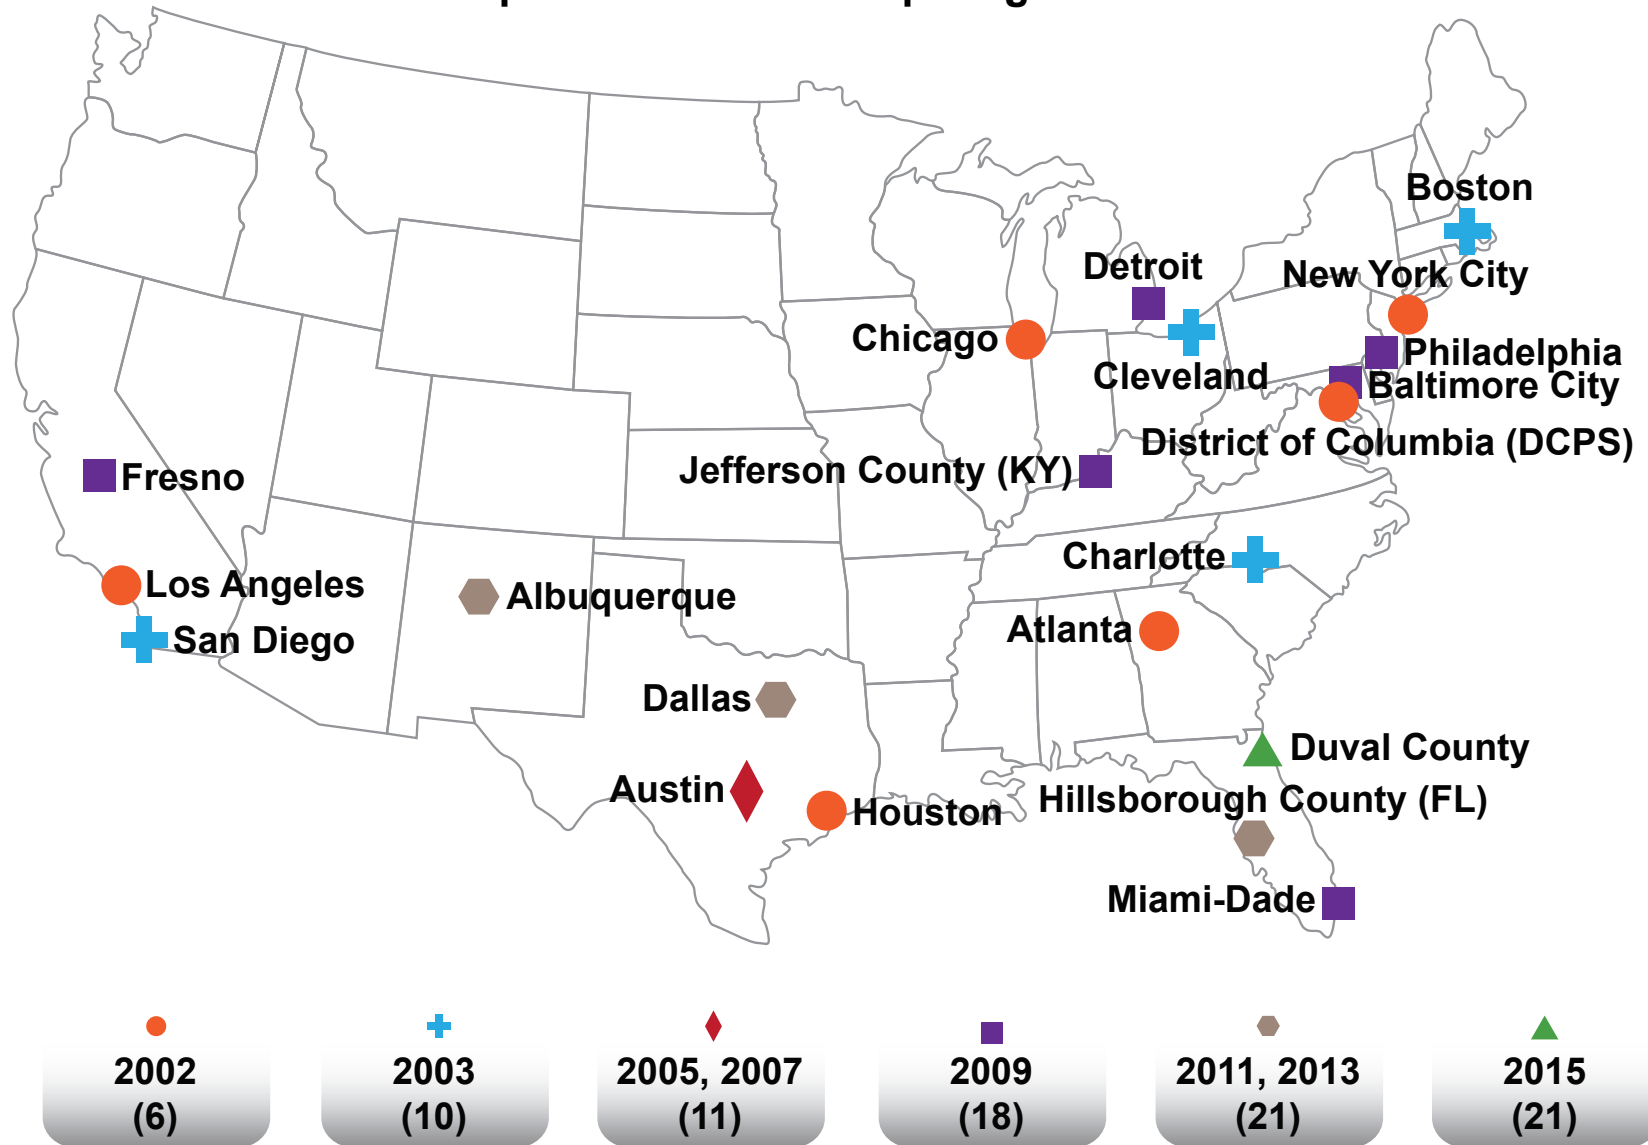 Boston
Detroit
New York City
Chicago
Philadelphia
Cleveland
Baltimore City
District of Columbia (DCPS)
Jefferson County (KY)
Fresno
Charlotte
Los Angeles
Albuquerque
Atlanta
San Diego
Dallas
Duval County
Austin
Hillsborough County (FL)
Houston
Miami-Dade
2002
(6)
2003
(10)
2005, 2007
(11)
2009
(18)
2011, 2013
(21)
2015
(21)